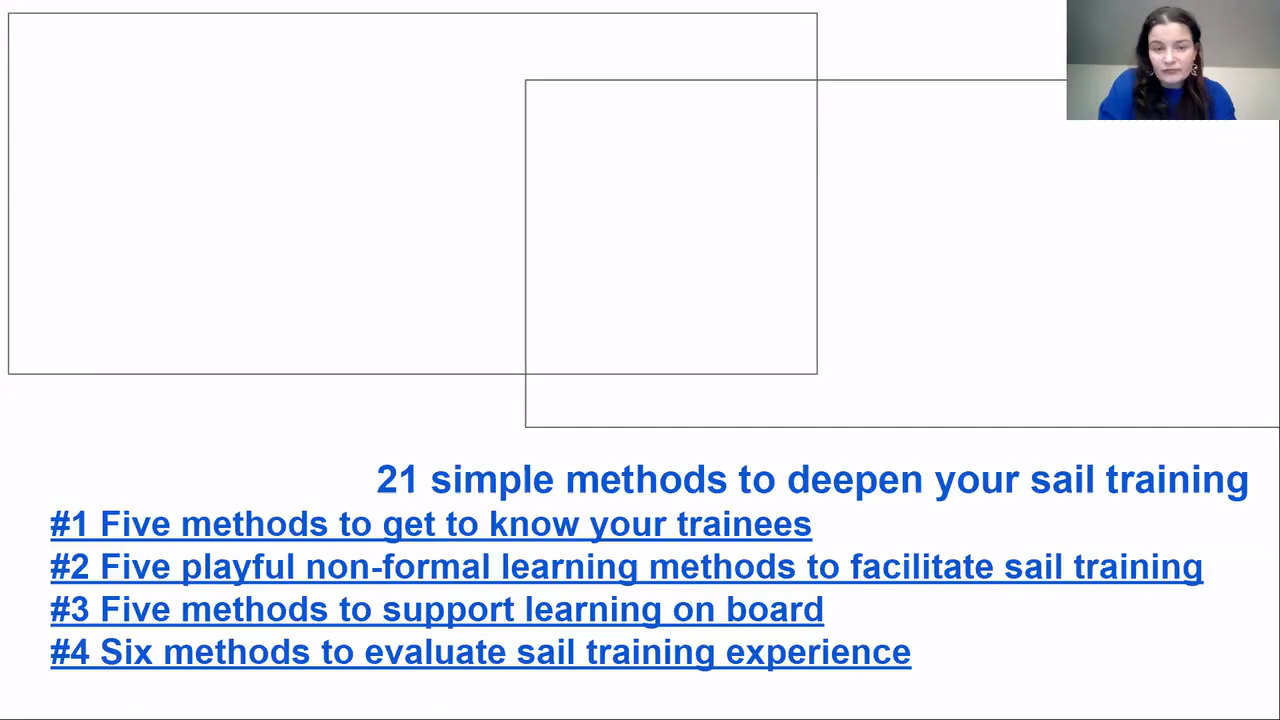 21 simple methods to deepen your sail training
#1 Five methods to get to know your trainees
#2 Five playful non-formal learning methods to facilitate sail training
#3 Five methods to support learning on board
#4 Six methods to evaluate sail training experience